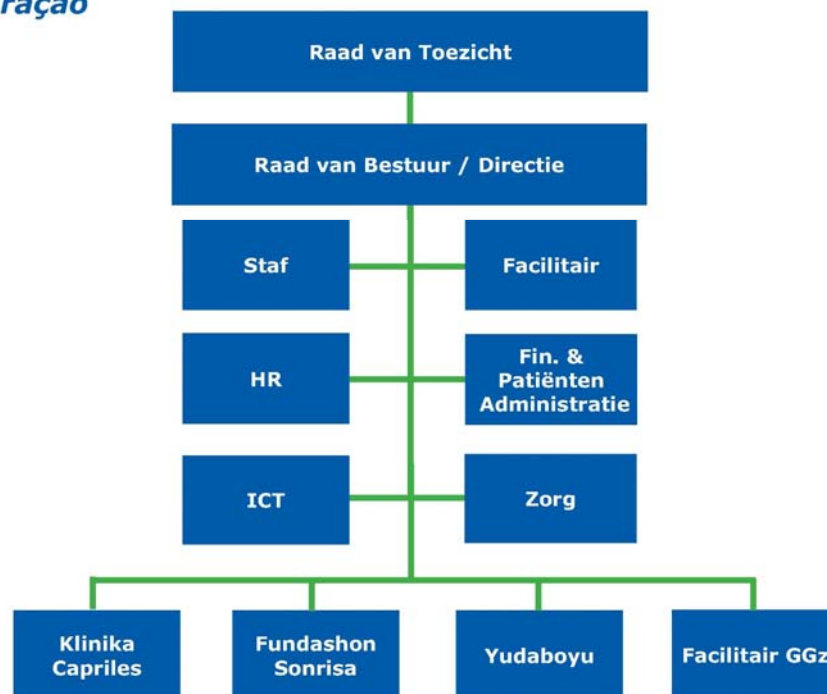 Raad van Toezicht
Raad van Bestuur / Directie
Staf
Facilitair
HR
Fin. &
Patiënten
Administratie
ICT
Zorg
Klinika
Capriles
Fundashon
Sonrisa
Yudaboyu
Facilitair GGz